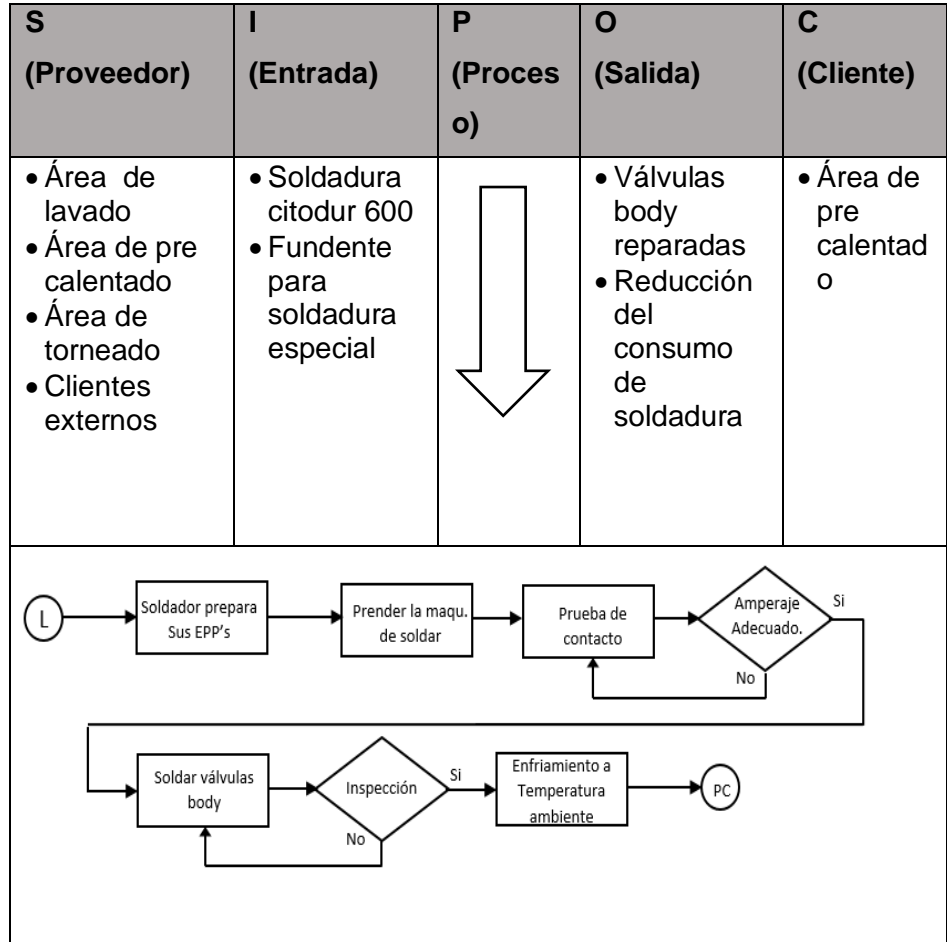 S
(Proveedor)
I
(Entrada)
P
(Proces
o)
O
(Salida)
C
(Cliente)
• Área de
lavado
• Área de pre
calentado
• Área de
torneado
• Clientes
externos
• Soldadura
citodur 600
• Fundente
para
soldadura
especial
• Válvulas
body
reparadas
• Reducción
del
consumo
de
soldadura
• Área de
pre
calentad
o
L
Soldador prepara
Sus EPP's
Prender la maqu.
de soldar
Prueba de
contacto
Amperaje
Adecuado.
Si
No
Soldar válvulas
body
Inspección
Si
No
Enfriamiento a
Temperatura
ambiente
PC